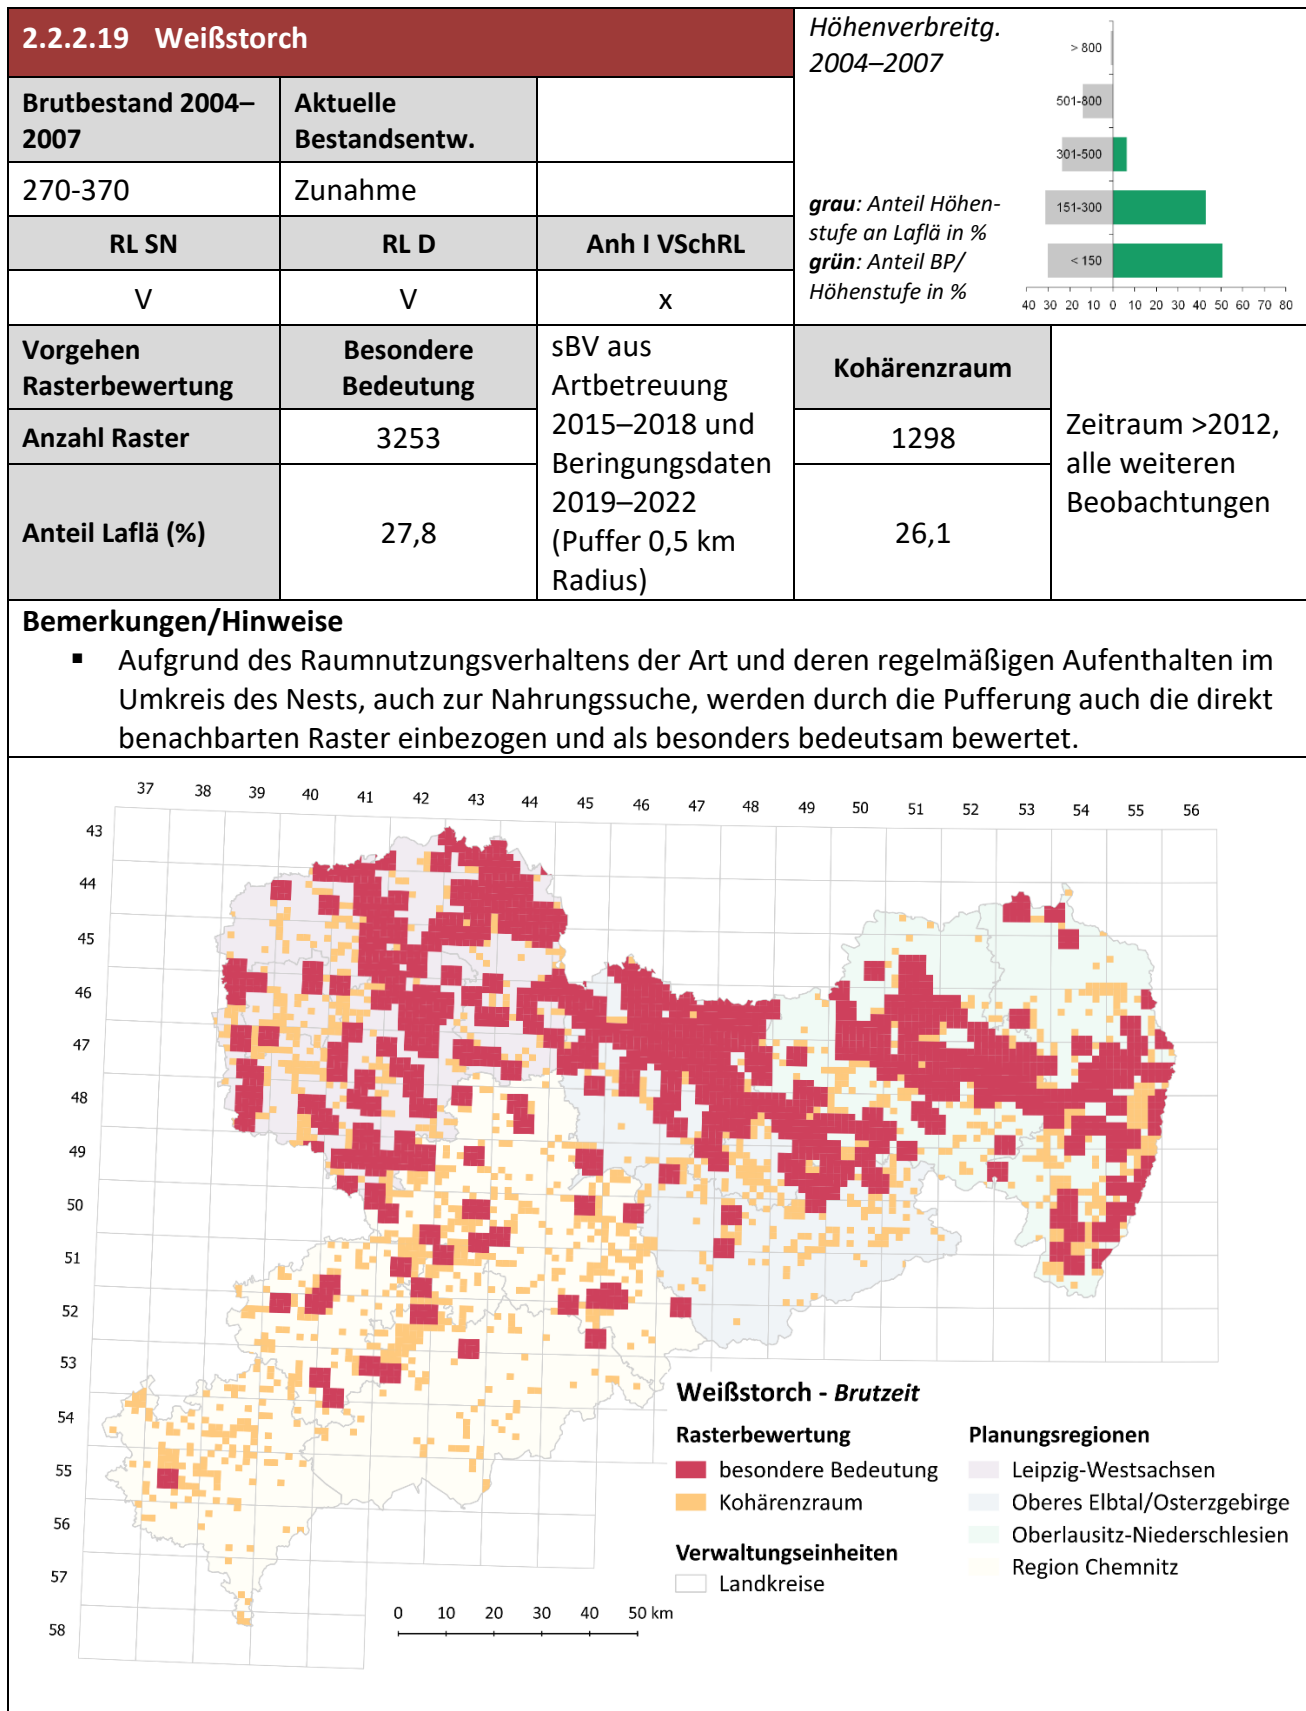 2.2.2.19 Weißstorch
Höhenverbreitg.
2004–2007
> 800
501-800
301-500
151-300
< 150
40 30 20 10 0 10 20 30 40 50 60 70 80
grau: Anteil Höhen-
stufe an Laflä in %
grün: Anteil BP/
Höhenstufe in %
Brutbestand 2004–
2007
Aktuelle
Bestandsentw.
270-370
Zunahme
RL SN
RL D
Anh I VSchRL
V
V
x
Vorgehen
Rasterbewertung
Besondere
Bedeutung
sBV aus
Artbetreuung
2015–2018 und
Beringungsdaten
2019–2022
(Puffer 0,5 km
Radius)
Kohärenzraum
Zeitraum >2012,
alle weiteren
Beobachtungen
Anzahl Raster
3253
1298
Anteil Laflä (%)
27,8
26,1
Bemerkungen/Hinweise
▪ Aufgrund des Raumnutzungsverhaltens der Art und deren regelmäßigen Aufenthalten im
Umkreis des Nests, auch zur Nahrungssuche, werden durch die Pufferung auch die direkt
benachbarten Raster einbezogen und als besonders bedeutsam bewertet.
37 38 39 40 41 42 43 44 45 46 47 48 49 50 51 52 53 54 55 56
43
44
45
46
47
48
49
50
51
52
53
54
55
56
57
58
Weißstorch - Brutzeit
Rasterbewertung
besondere Bedeutung
Kohärenzraum
Verwaltungseinheiten
Landkreise
Planungsregionen
Leipzig-Westsachsen
Oberes Elbtal/Osterzgebirge
Oberlausitz-Niederschlesien
Region Chemnitz
0 10 20 30 40 50 km